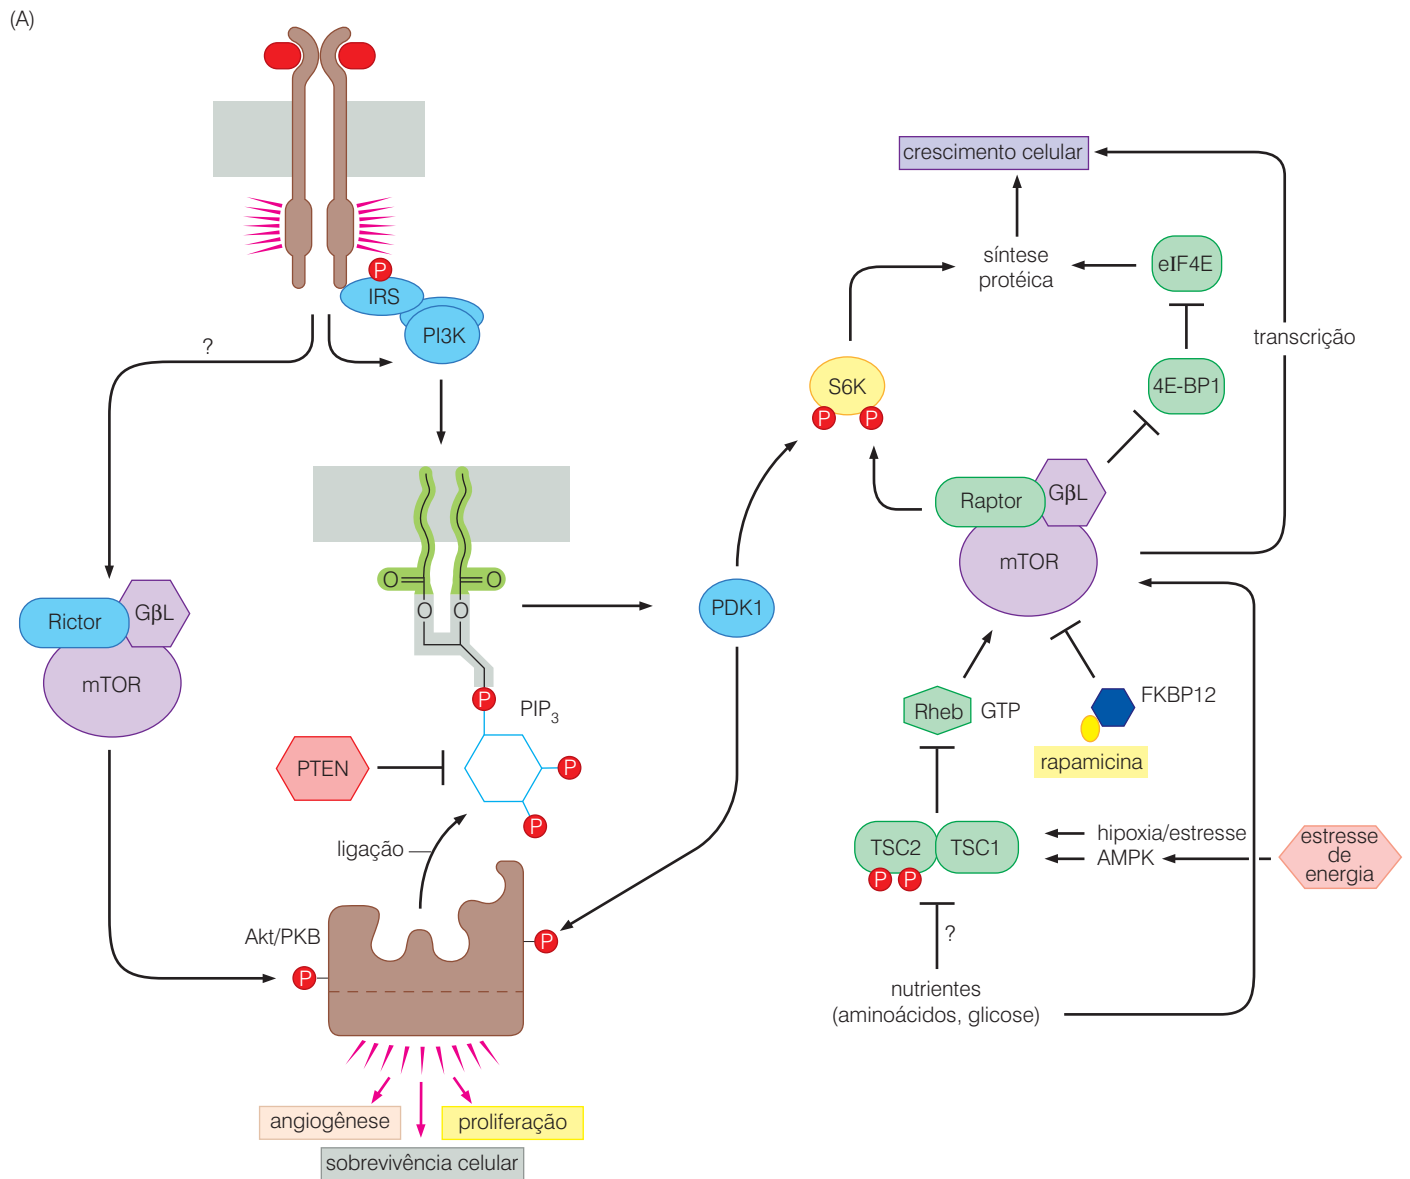 (A)
P
IRS
PI3K
?
O
O
O
O
Rictor
GβL
mTOR
P
PIP3
PTEN
P
P
ligação
PDK1
Akt/PKB
P
P
angiogênese
proliferação
sobrevivência celular
crescimento celular
síntese
protéica
eIF4E
transcrição
4E-BP1
S6K
P
P
Raptor
GβL
mTOR
Rheb
GTP
FKBP12
rapamicina
TSC2
TSC1
P
P
hipoxia/estresse
AMPK
estresse
de
energia
?
nutrientes
(aminoácidos, glicose)